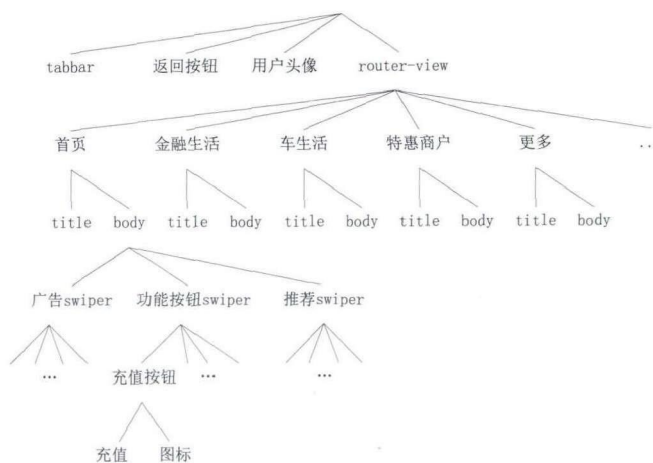 tabbar 返回按钮 用户头像 router-view
首页 金融生活 车生活 特惠商户 更多 ..
title body title body title body title body title body
广告swiper 功能按钮swiper 推荐swiper
… 充值按钮 … …
充值 图标